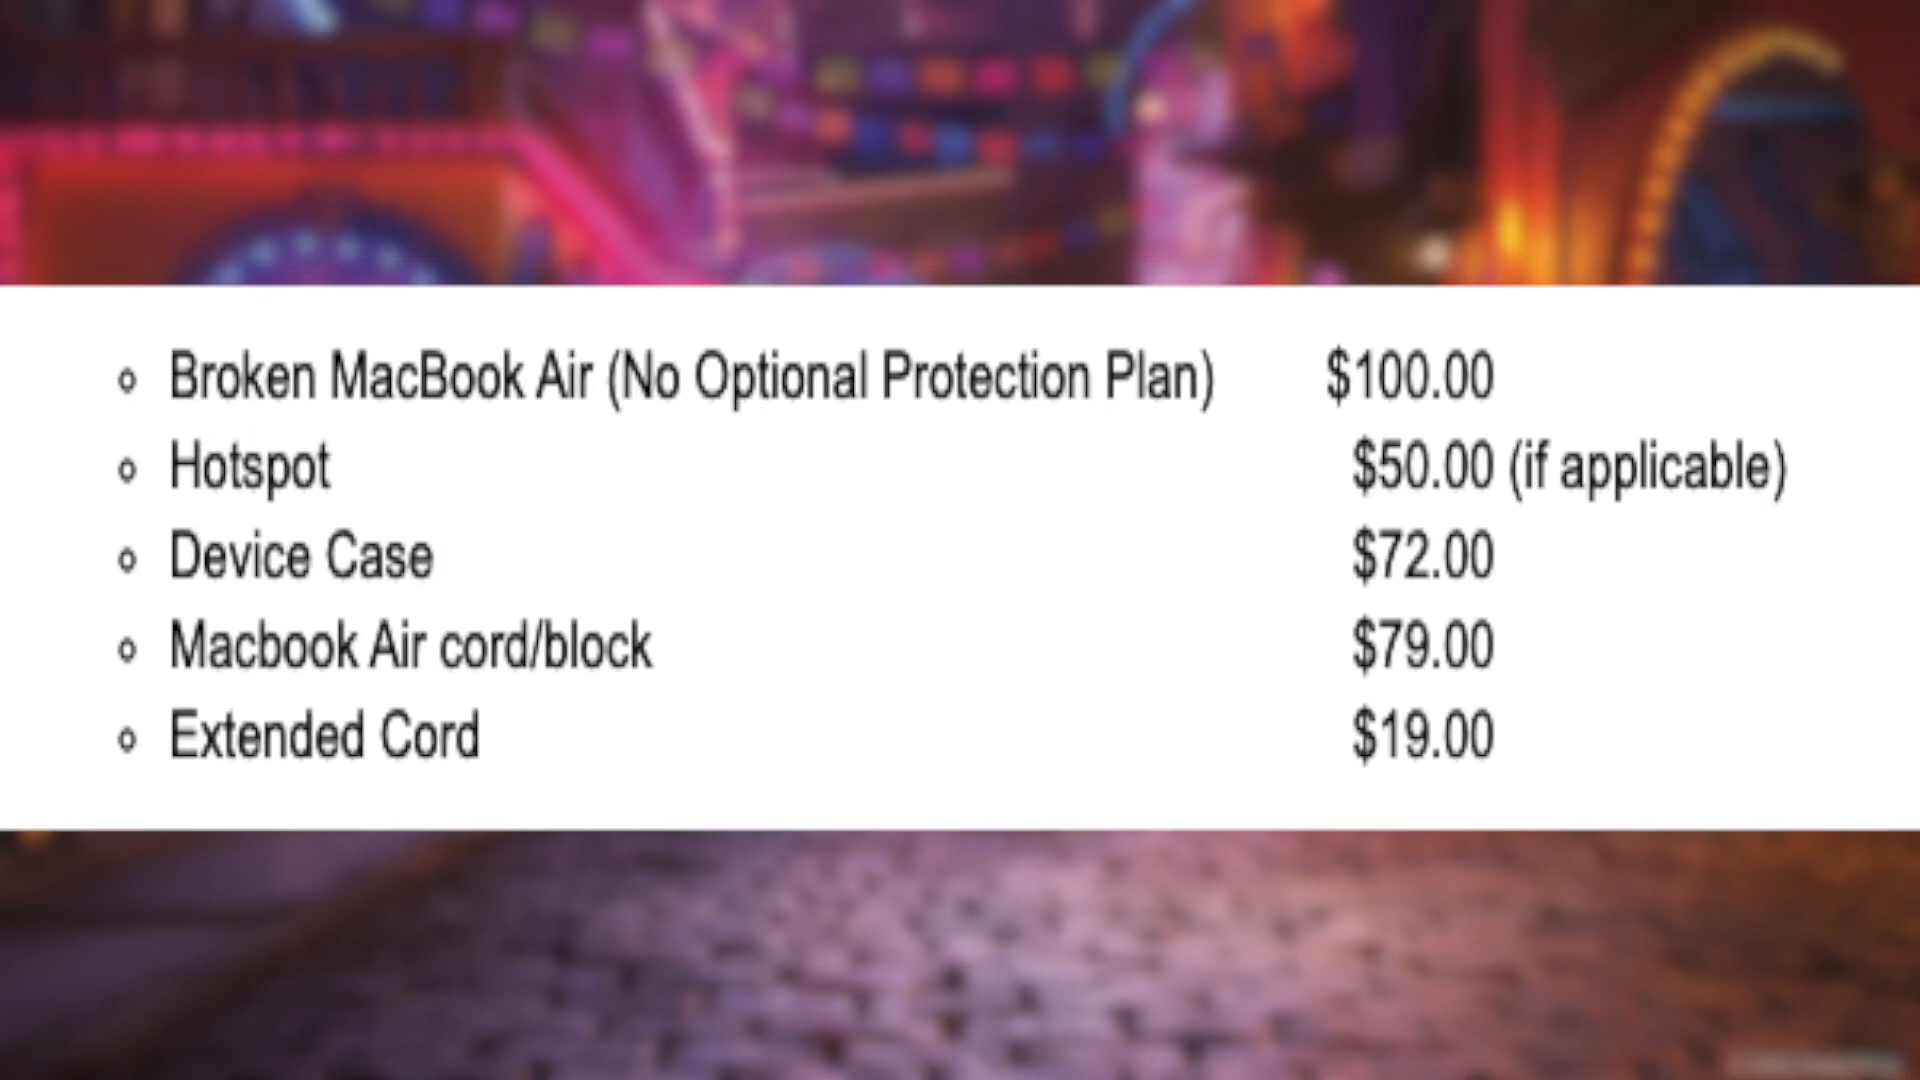 Broken MacBook Air (No Optional Protection Plan) $100.00
Hotspot $50.00 (if applicable)
Device Case $72.00
Macbook Air cord/block $79.00
Extended Cord $19.00